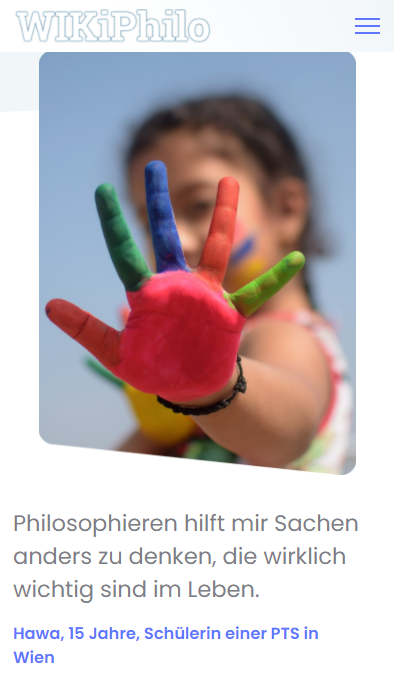 WIKiPhilo
Philosophieren hilft mir Sachen
anders zu denken, die wirklich
wichtig sind im Leben.
Hawa, 15 Jahre, Schülerin einer PTS in
Wien